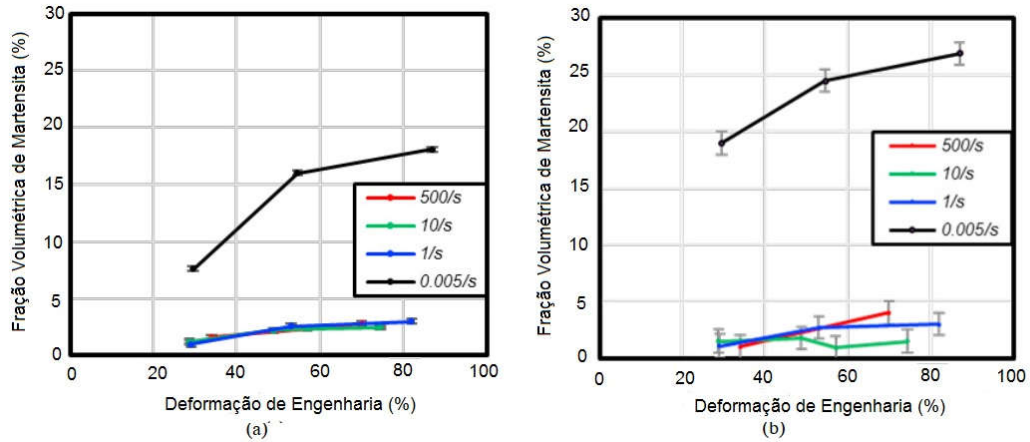 30
25
20
15
10
5
0
Fração Volumétrica de Martensita (%)
500/s
10/s
1/s
0.005/s
0 20 40 60 80 100
Deformação de Engenharia (%)
(a)
30
25
20
15
10
5
0
Fração Volumétrica de Martensita (%)
500/s
10/s
1/s
0.005/s
0 20 40 60 80 100
Deformação de Engenharia (%)
(b)